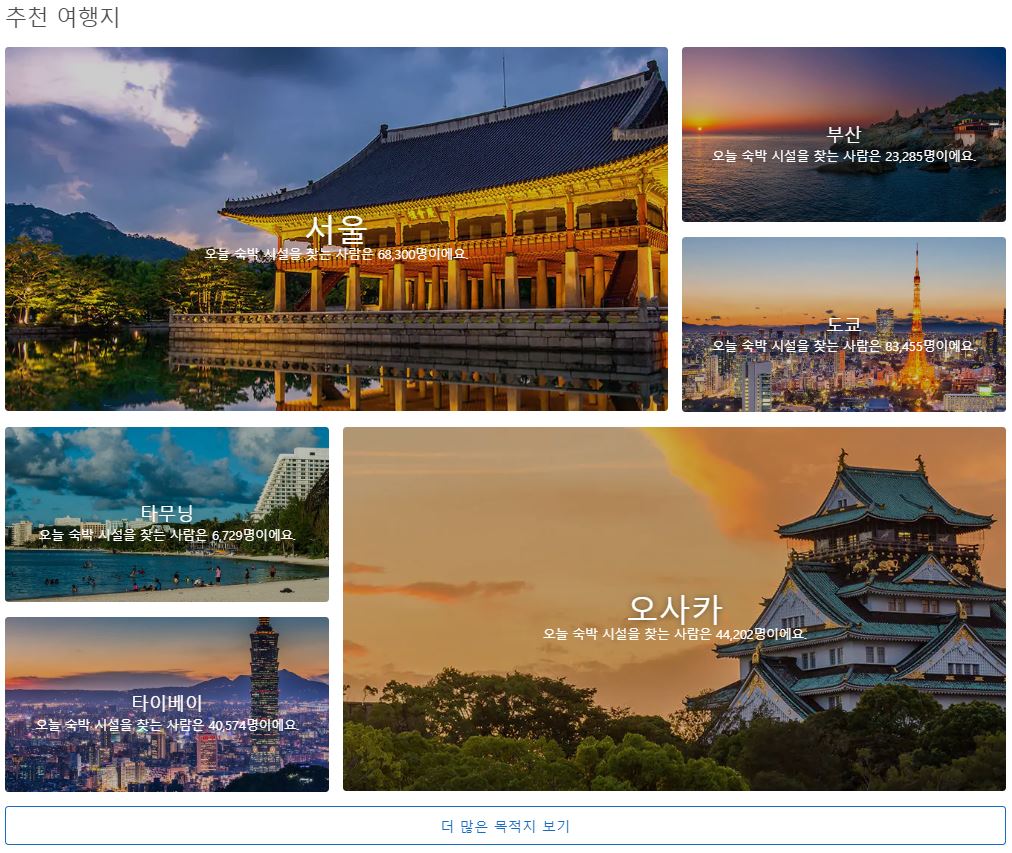 추천 여행지
서울
오늘 숙박 시설을 찾는 사람은 68,300명이에요.
부산
오늘 숙박 시설을 찾는 사람은 23,285명이에요.
도쿄
오늘 숙박 시설을 찾는 사람은 83,455명이에요.
타무닝
오늘 숙박 시설을 찾는 사람은 6,729명이에요.
타이베이
오늘 숙박 시설을 찾는 사람은 40,574명이에요.
오사카
오늘 숙박 시설을 찾는 사람은 44,202명이에요.
더 많은 목적지 보기